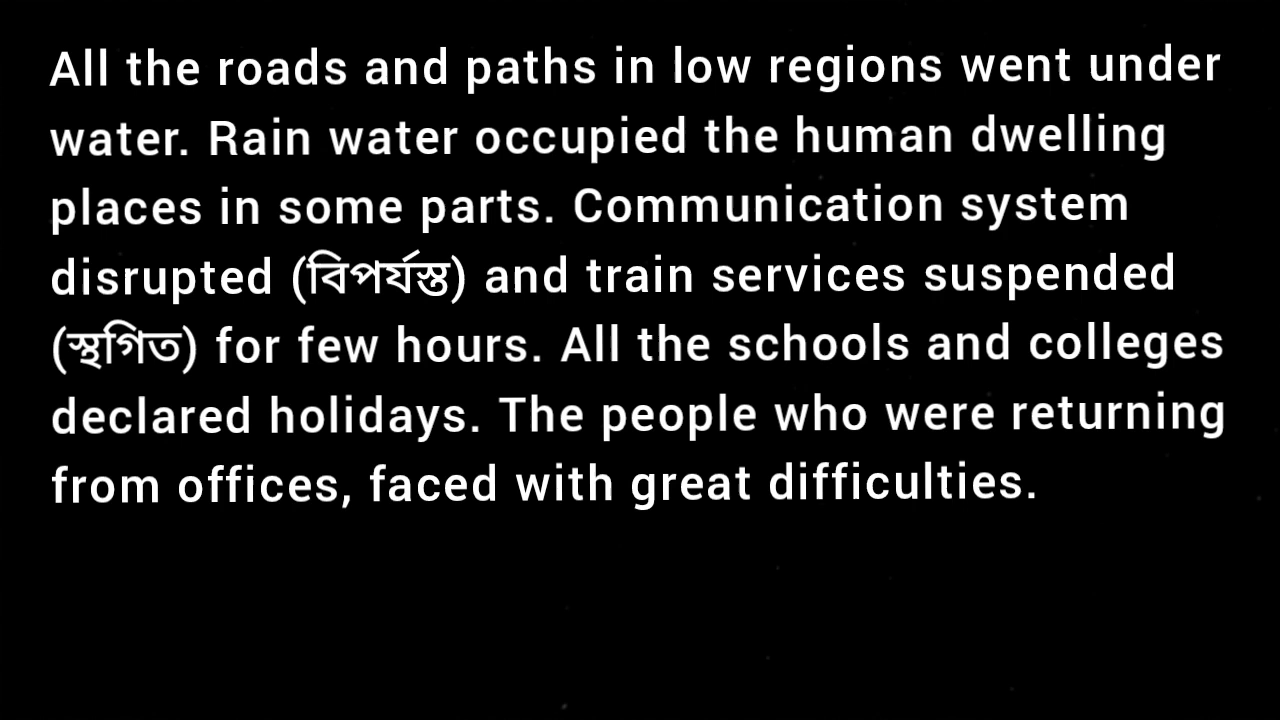 All the roads and paths in low regions went under
water. Rain water occupied the human dwelling
places in some parts. Communication system
disrupted (বিপর্যস্ত) and train services suspended
(স্থগিত) for few hours. All the schools and colleges
declared holidays. The people who were returning
from offices, faced with great difficulties.